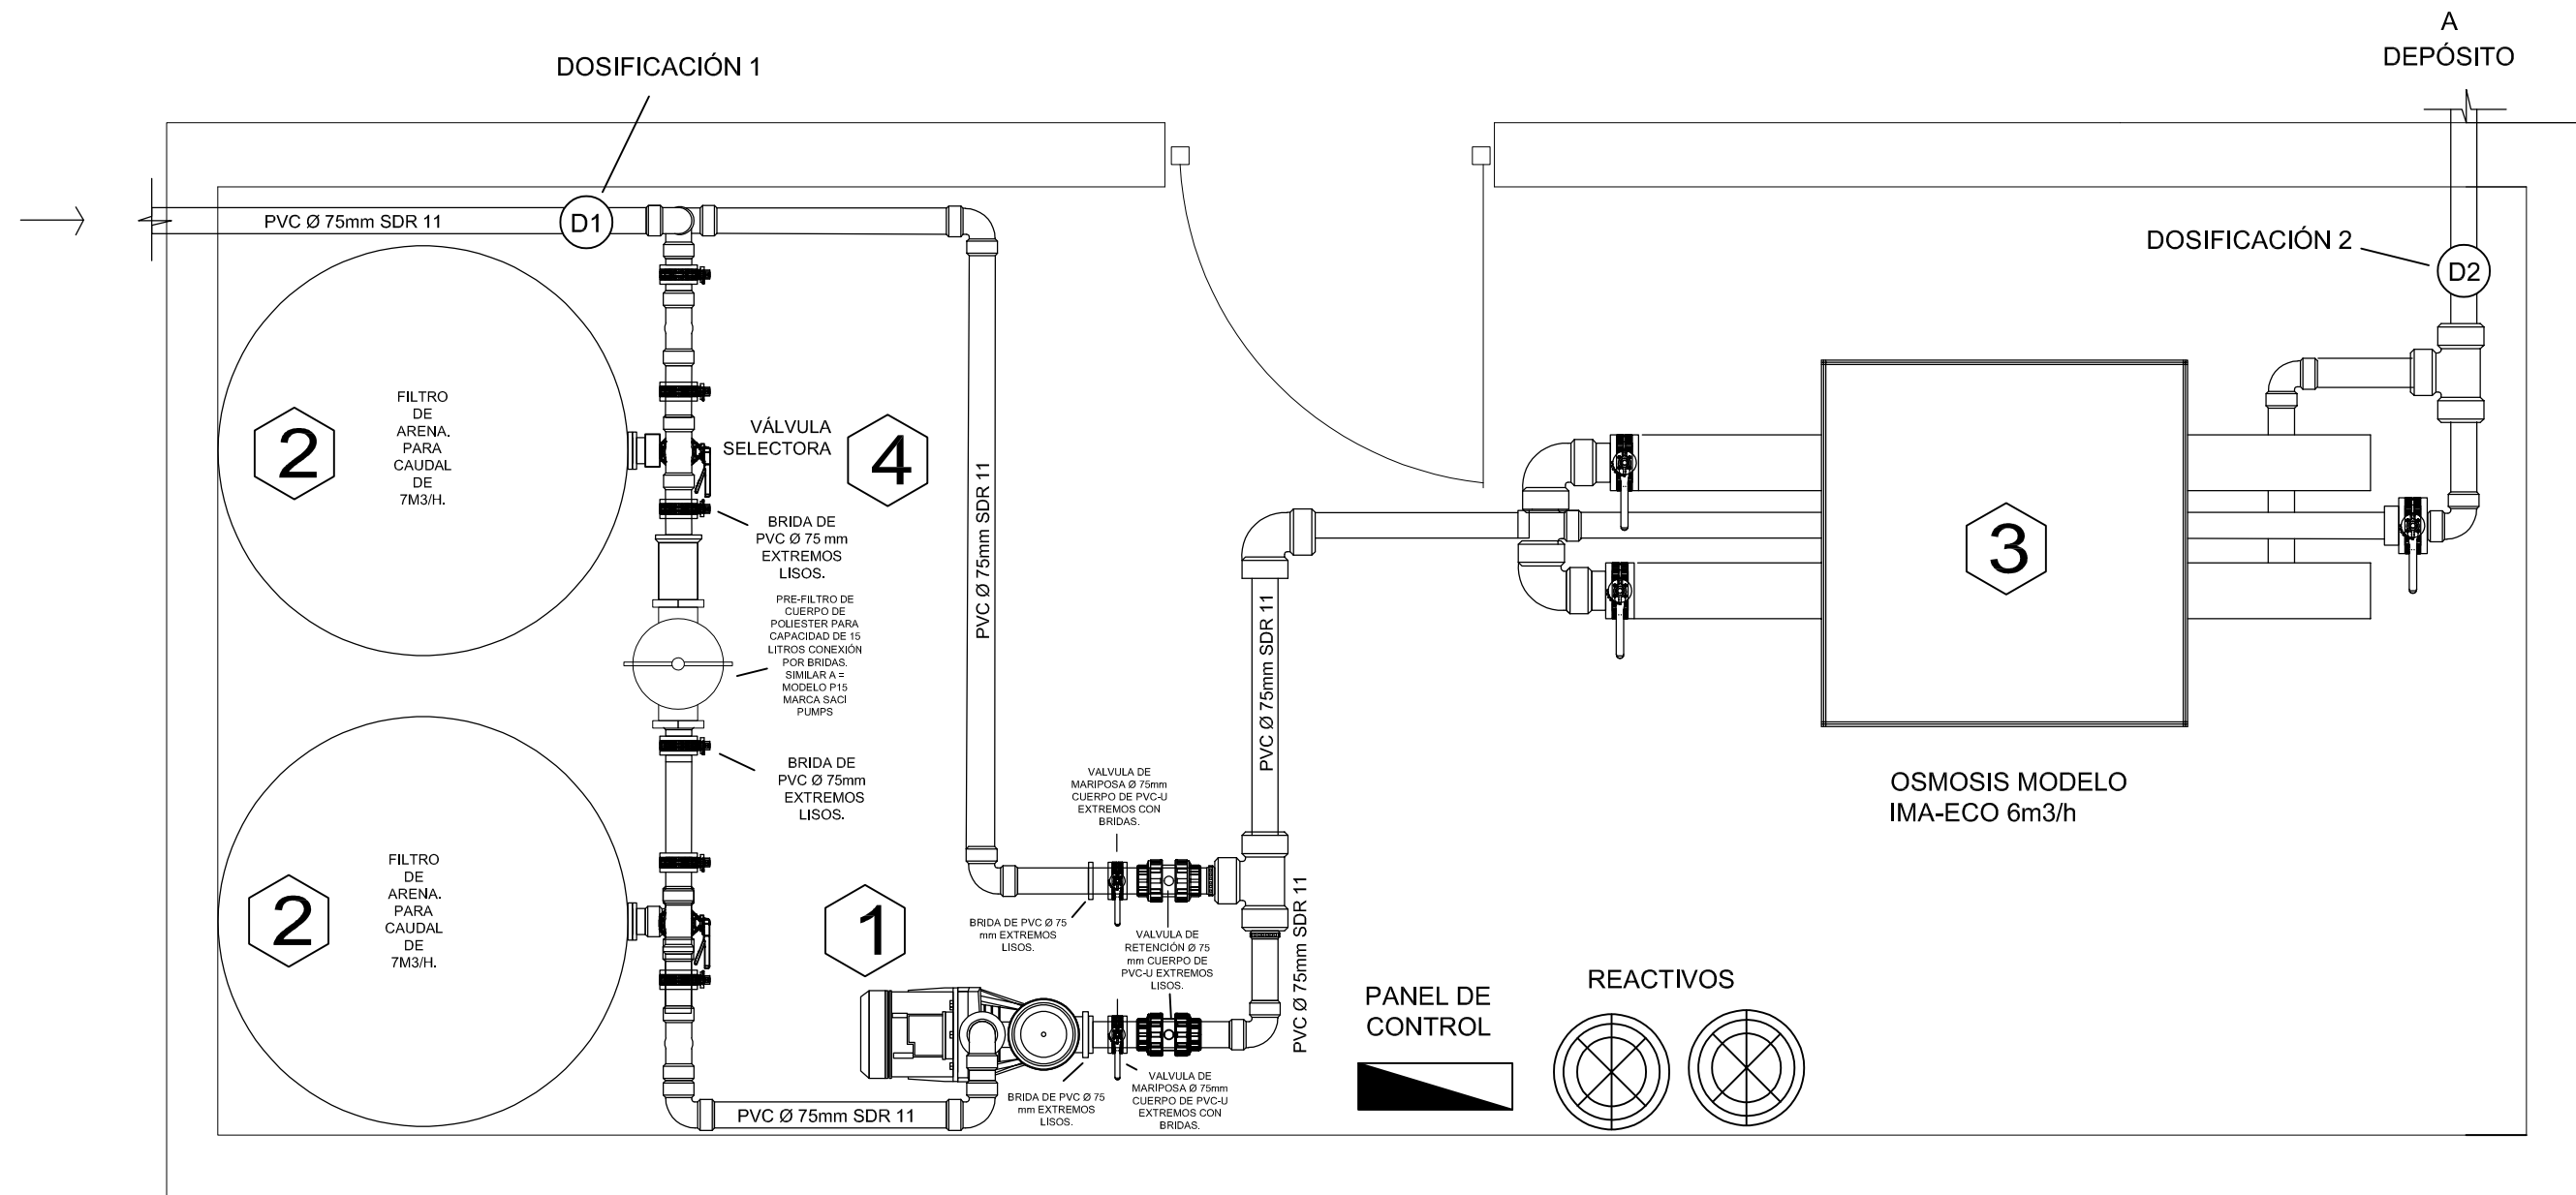 A
DEPÓSITO
DOSIFICACIÓN 1
PVC Ø 75mm SDR 11
D1
DOSIFICACIÓN 2
D2
2
FILTRO
DE
ARENA.
PARA
CAUDAL
DE
7M3/H.
VÁLVULA
SELECTORA
4
BRIDA DE
PVC Ø 75 mm
EXTREMOS
LISOS.
PRE-FILTRO DE
CUERPO DE
POLIESTER PARA
CAPACIDAD DE 15
LITROS CONEXIÓN
POR BRIDAS.
SIMILAR A =
MODELO P15
MARCA SACI
PUMPS
BRIDA DE
PVC Ø 75mm
EXTREMOS
LISOS.
PVC Ø 75mm SDR 11
PVC Ø 75mm SDR 11
3
OSMOSIS MODELO
IMA-ECO 6m3/h
2
FILTRO
DE
ARENA.
PARA
CAUDAL
DE
7M3/H.
1
VALVULA DE
MARIPOSA Ø 75mm
CUERPO DE PVC-U
EXTREMOS CON
BRIDAS.
BRIDA DE PVC Ø 75
mm EXTREMOS
LISOS.
VALVULA DE
RETENCIÓN Ø 75
mm CUERPO DE
PVC-U EXTREMOS
LISOS.
PVC Ø 75mm SDR 11
PVC Ø 75mm SDR 11
BRIDA DE PVC Ø 75
mm EXTREMOS
LISOS.
VALVULA DE
MARIPOSA Ø 75mm
CUERPO DE PVC-U
EXTREMOS CON
BRIDAS.
PANEL DE
CONTROL
REACTIVOS